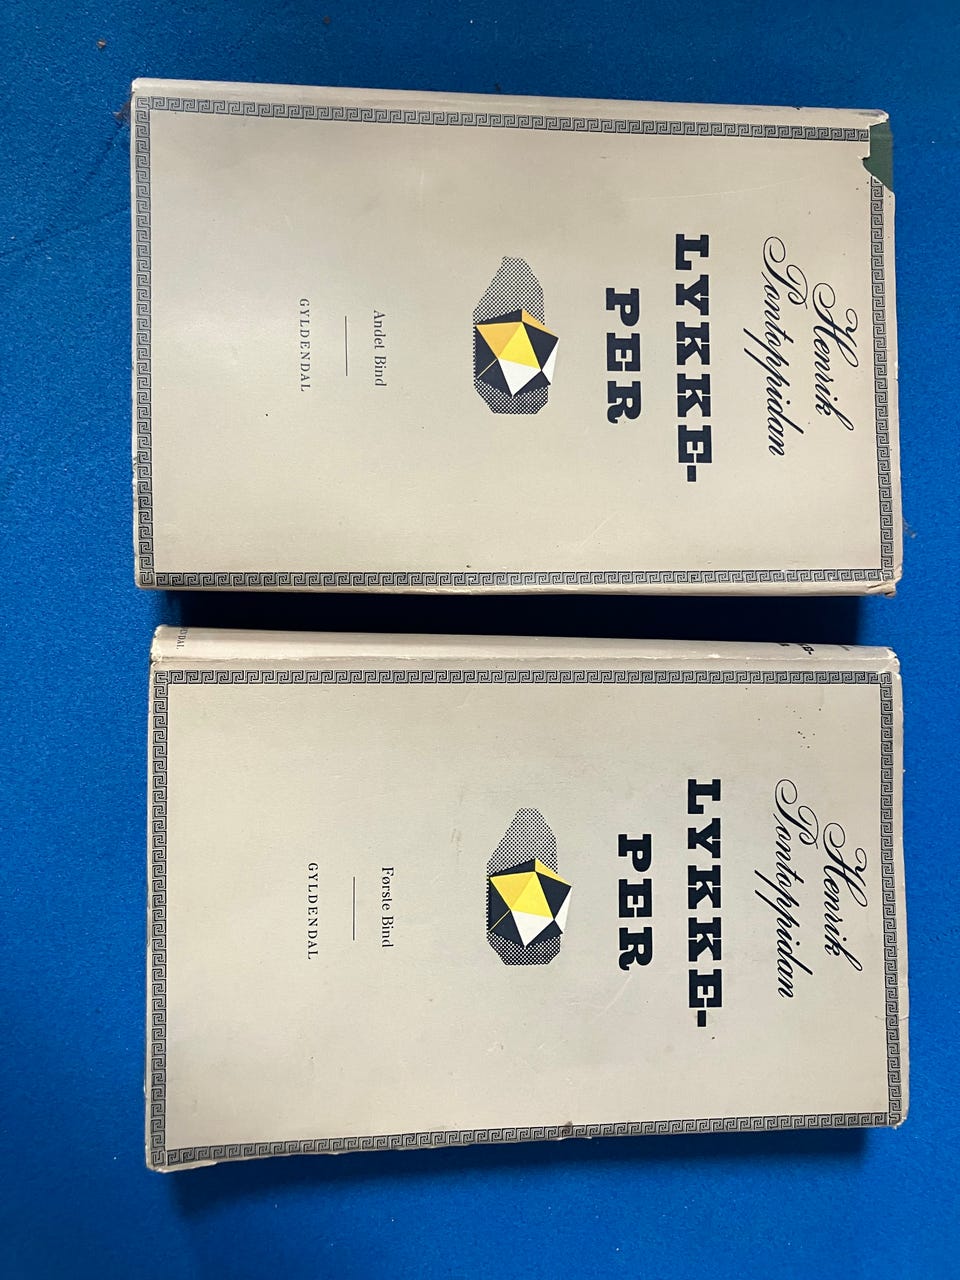 Henrik
Pontoppidan
LYKKE-
PER
Andet Bind
GYLDENDAL
Henrik
Pontoppidan
LYKKE-
PER
Første Bind
GYLDENDAL